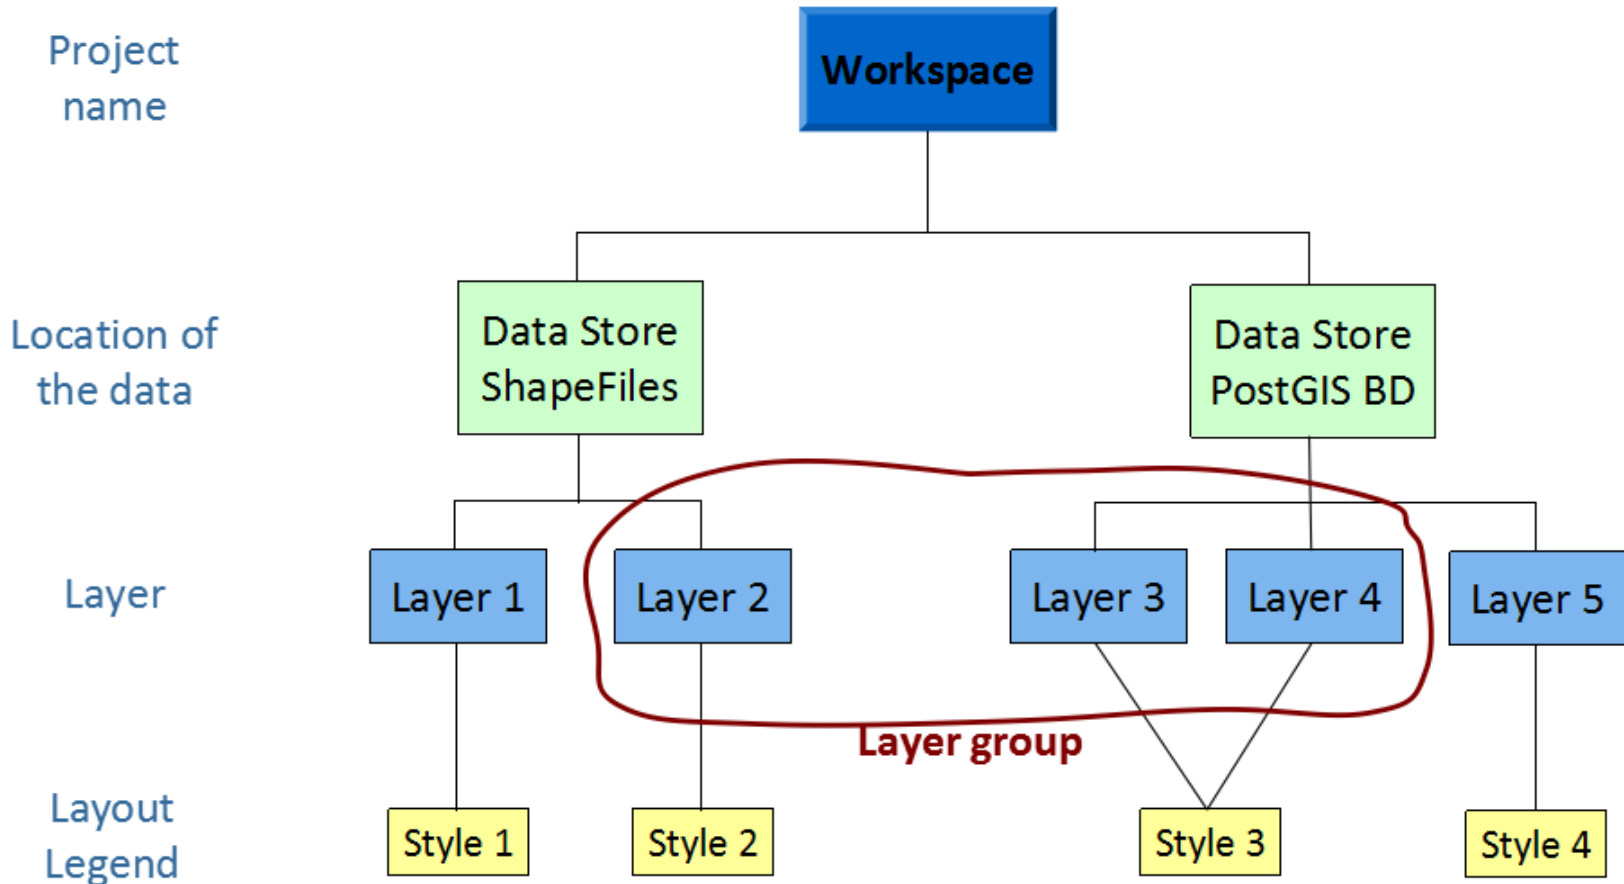 Project
name
Workspace
Location of
the data
Data Store
ShapeFiles
Data Store
PostGIS BD
Layer
Layer 1
Layer 2
Layer 3
Layer 4
Layer 5
Layer group
Layout
Legend
Style 1
Style 2
Style 3
Style 4